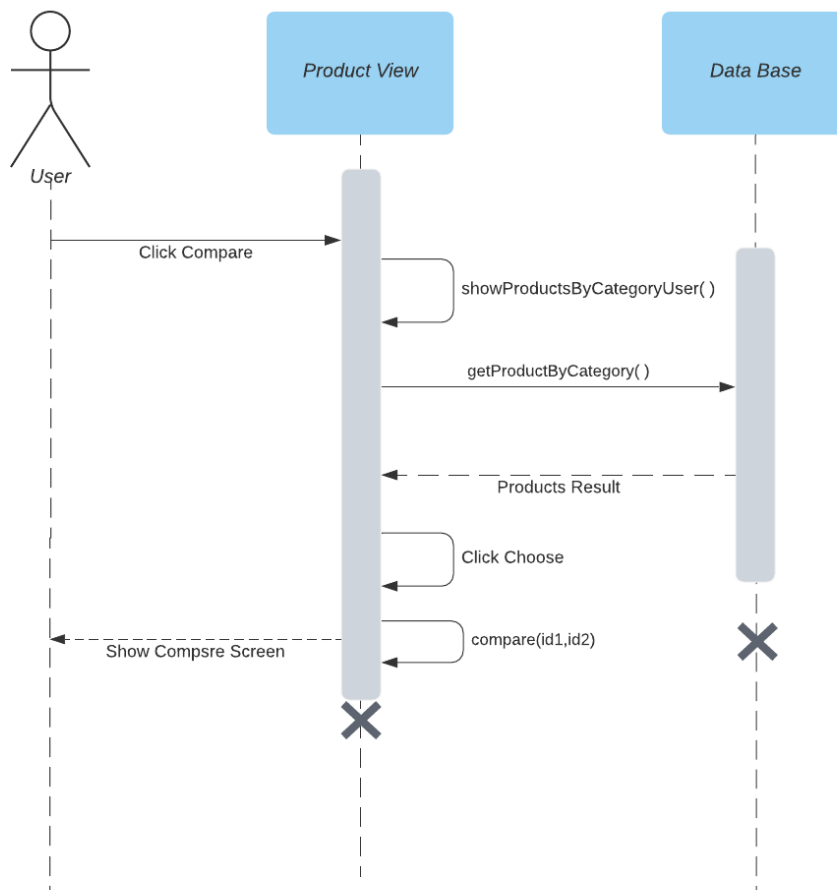 Product View
Data Base
User
Click Compare
showProductsByCategoryUser( )
getProductByCategory( )
Products Result
Click Choose
compare(id1,id2)
Show Compsre Screen